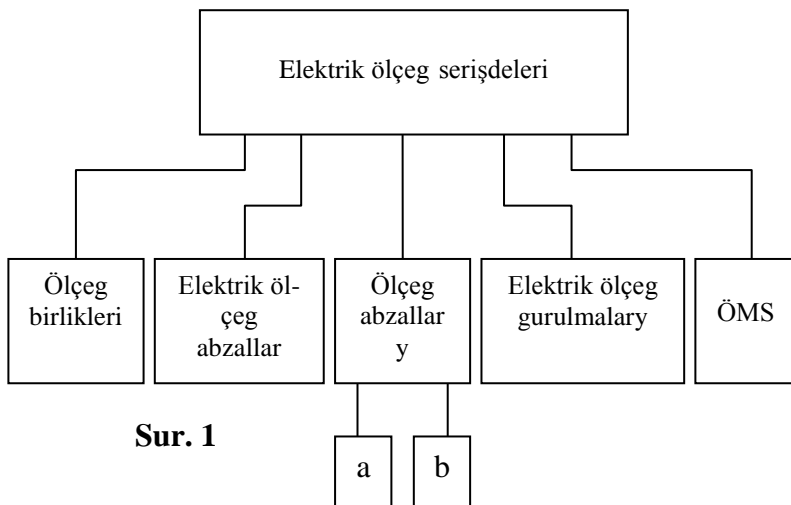 Elektrik ölçeg serişdeleri
Ölçeg
birlikleri
Elektrik öl-
çeg
abzallar
Ölçeg
abzallar
y
Elektrik ölçeg
gurulmalary
ÖMS
Sur. 1
a
b